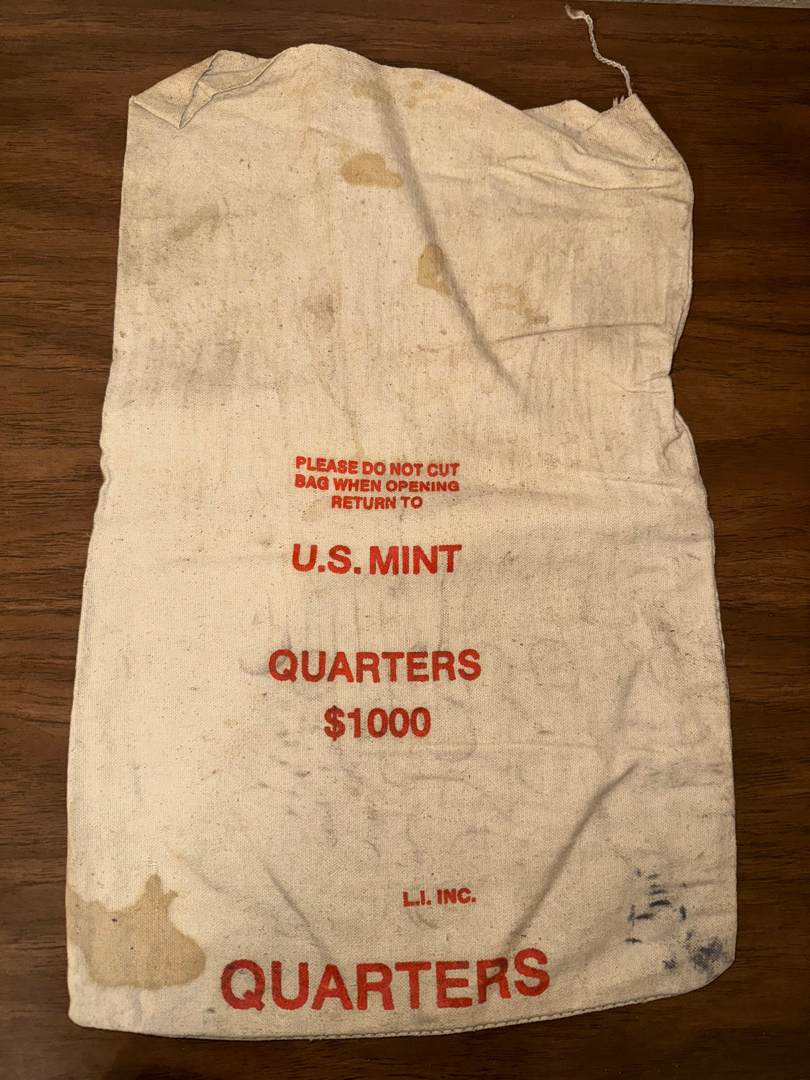 PLEASE DO NOT CUT
BAG WHEN OPENING
RETURN TO
U.S. MINT
QUARTERS
$1000
L.I. INC.
QUARTERS